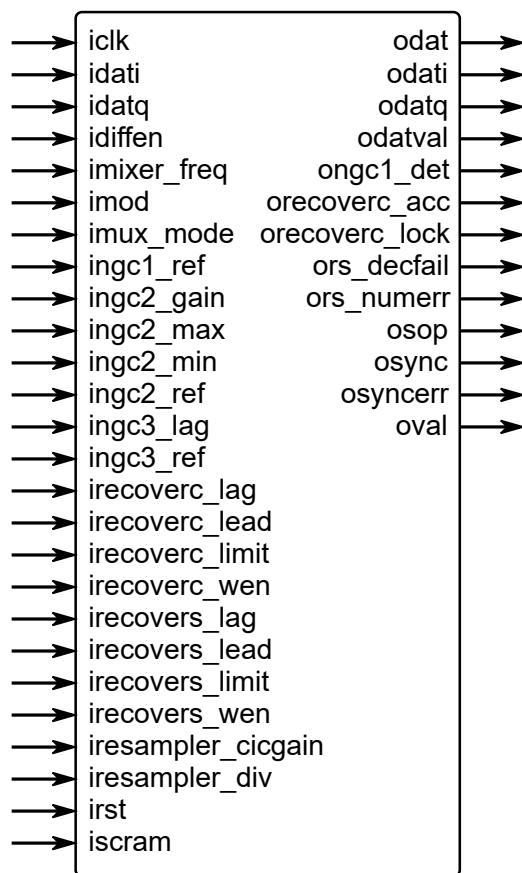 iclk odat
idati odati
idatq odatq
idiffen odatval
imixer_freq ongc1_det
imod orecoverc_acc
imux_mode orecoverc_lock
ingc1_ref ors_decfail
ingc2_gain ors_numerr
ingc2_max osop
ingc2_min osync
ingc2_ref osyncerr
ingc3_lag oval
ingc3_ref
irecoverc_lag
irecoverc_lead
irecoverc_limit
irecoverc_wen
irecovers_lag
irecovers_lead
irecovers_limit
irecovers_wen
iresampler_cicgain
iresampler_div
irst
iscram